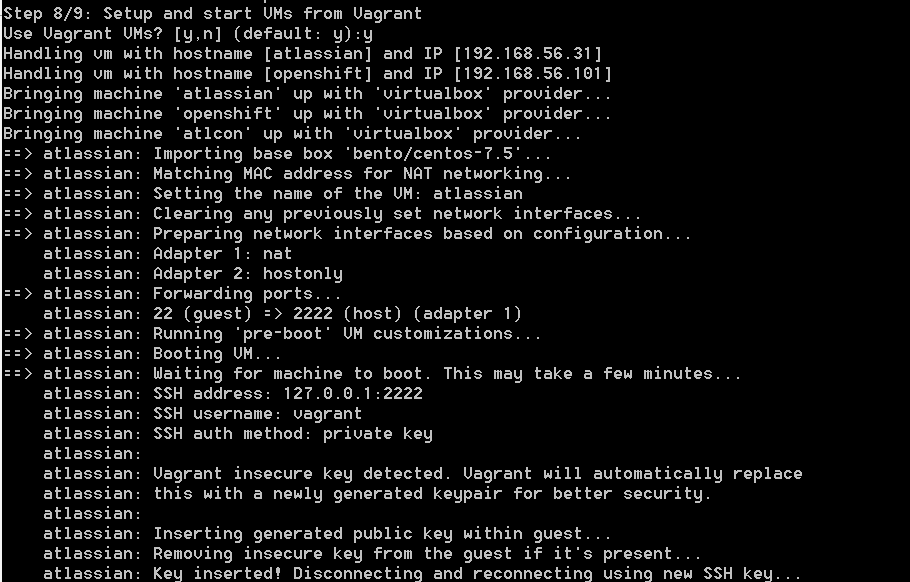 Step 8/9: Setup and start VMs from Vagrant
Use Vagrant VMs? [y,n] (default: y):y
Handling vm with hostname [atlassian] and IP [192.168.56.31]
Handling vm with hostname [openshift] and IP [192.168.56.101]
Bringing machine 'atlassian' up with 'virtualbox' provider...
Bringing machine 'openshift' up with 'virtualbox' provider...
Bringing machine 'atlcon' up with 'virtualbox' provider...
==> atlassian: Importing base box 'bento/centos-7.5'...
==> atlassian: Matching MAC address for NAT networking...
==> atlassian: Setting the name of the VM: atlassian
==> atlassian: Clearing any previously set network interfaces...
==> atlassian: Preparing network interfaces based on configuration...
    atlassian: Adapter 1: nat
    atlassian: Adapter 2: hostonly
==> atlassian: Forwarding ports...
    atlassian: 22 (guest) => 2222 (host) (adapter 1)
==> atlassian: Running 'pre-boot' VM customizations...
==> atlassian: Booting VM...
==> atlassian: Waiting for machine to boot. This may take a few minutes...
    atlassian: SSH address: 127.0.0.1:2222
    atlassian: SSH username: vagrant
    atlassian: SSH auth method: private key
    atlassian:
    atlassian: Vagrant insecure key detected. Vagrant will automatically replace
    atlassian: this with a newly generated keypair for better security.
    atlassian:
    atlassian: Inserting generated public key within guest...
    atlassian: Removing insecure key from the guest if it's present...
    atlassian: Key inserted! Disconnecting and reconnecting using new SSH key...